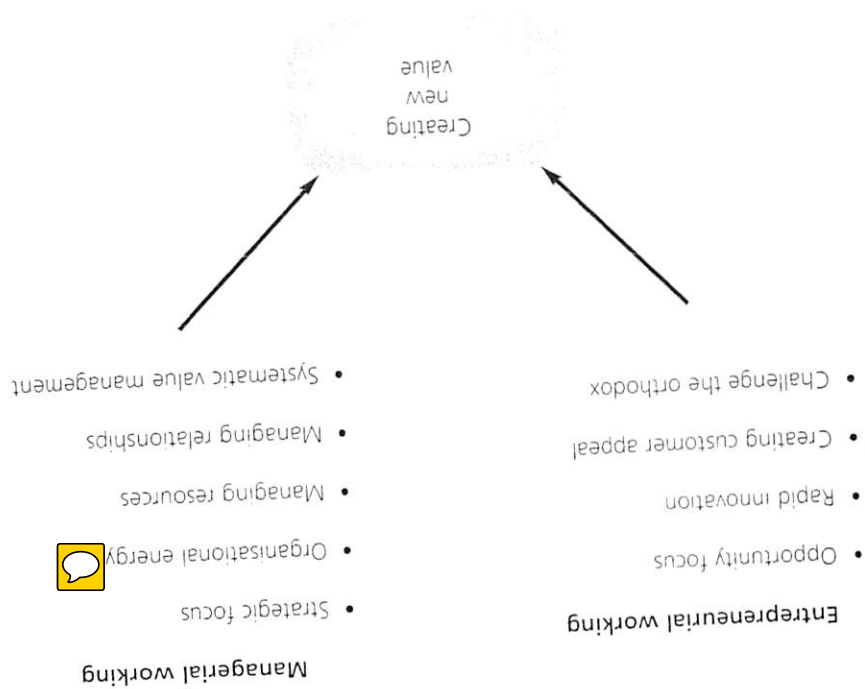 Entrepreneurial working
• Opportunity focus
• Rapid innovation
• Creating customer appeal
• Challenge the orthodox
Managerial working
• Strategic focus
• Organisational energy
• Managing resources
• Managing relationships
• Systematic value management
Creating
new
value